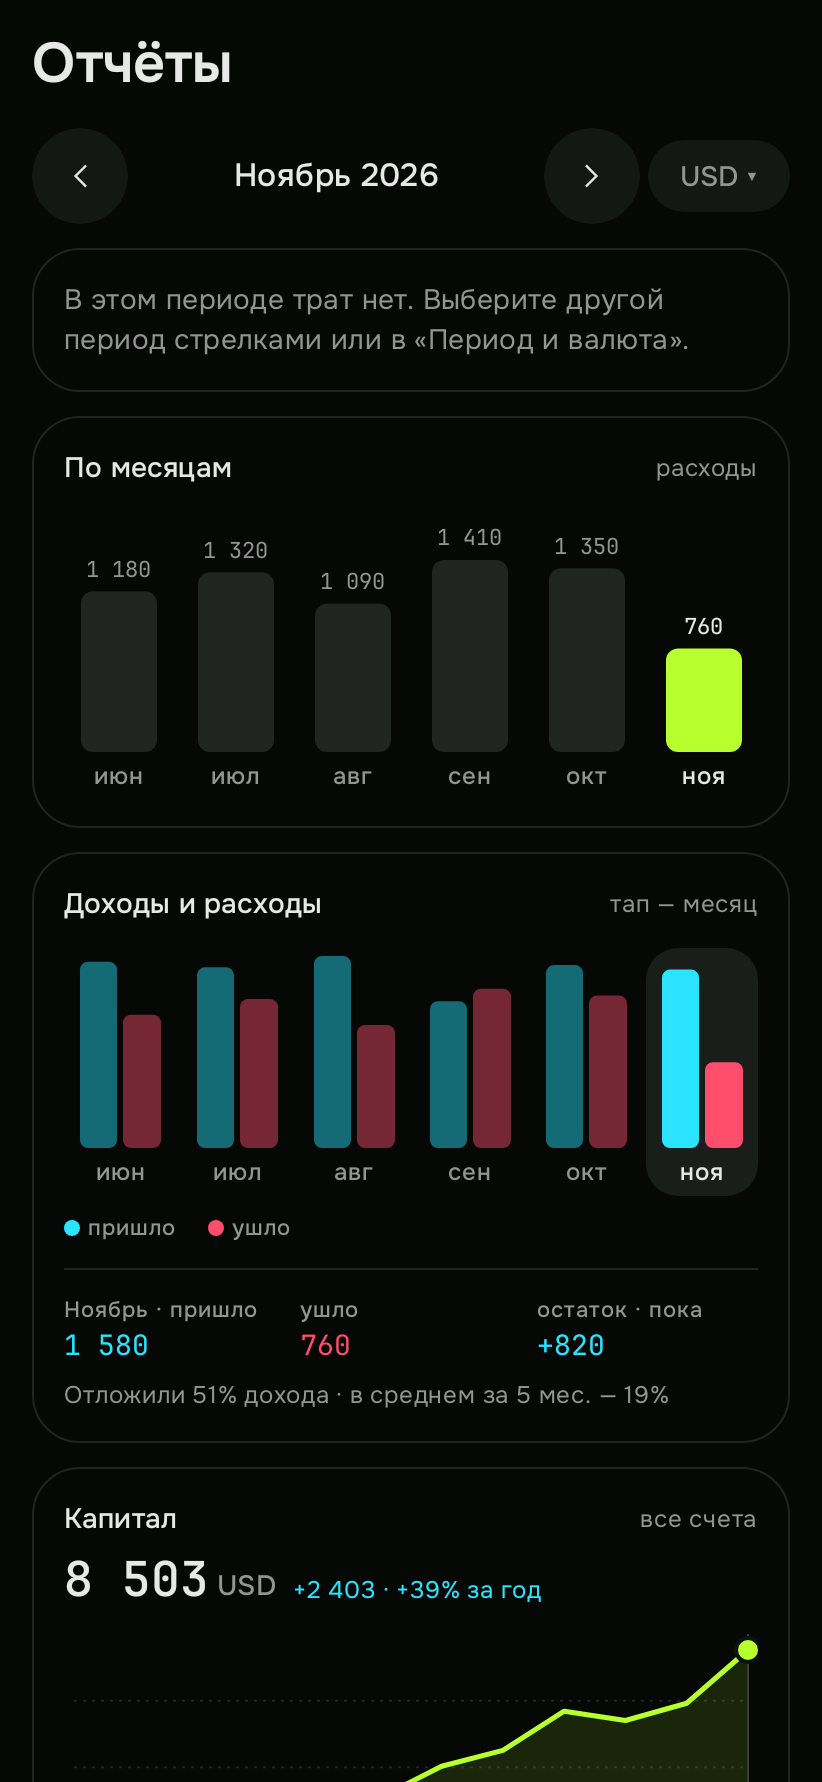 Отчёты
Ноябрь 2026
USD ▾
В этом периоде трат нет. Выберите другой
период стрелками или в «Период и валюта».
По месяцам расходы
1 180 1 320 1 090 1 410 1 350 760
июн июл авг сен окт ноя
Доходы и расходы тап — месяц
июн июл авг сен окт ноя
пришло ушло
Ноябрь · пришло ушло остаток · пока
1 580 760 +820
Отложили 51% дохода · в среднем за 5 мес. — 19%
Капитал все счета
8 503 USD +2 403 · +39% за год